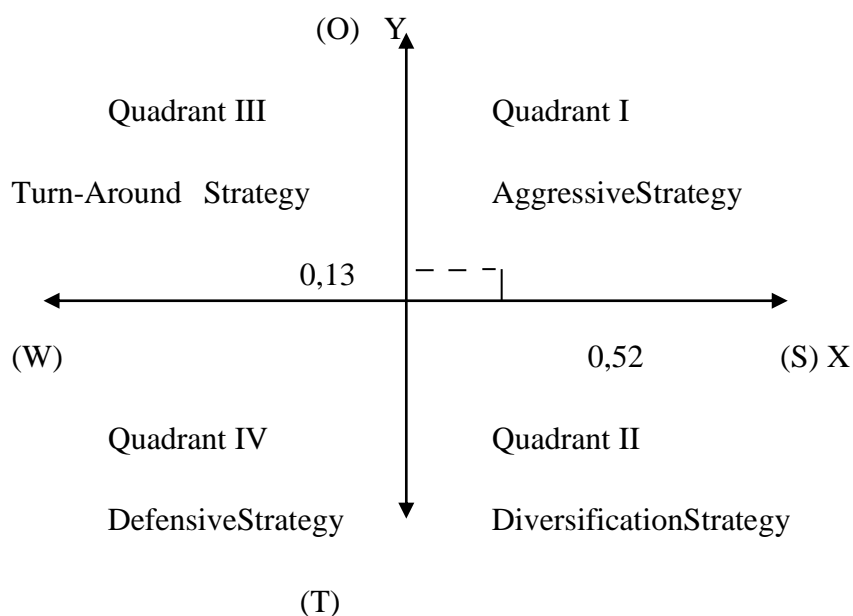 (O) Y
Quadrant III Quadrant I
Turn-Around Strategy AggressiveStrategy
0,13
(W) 0,52 (S) X
Quadrant IV Quadrant II
DefensiveStrategy DiversificationStrategy
(T)